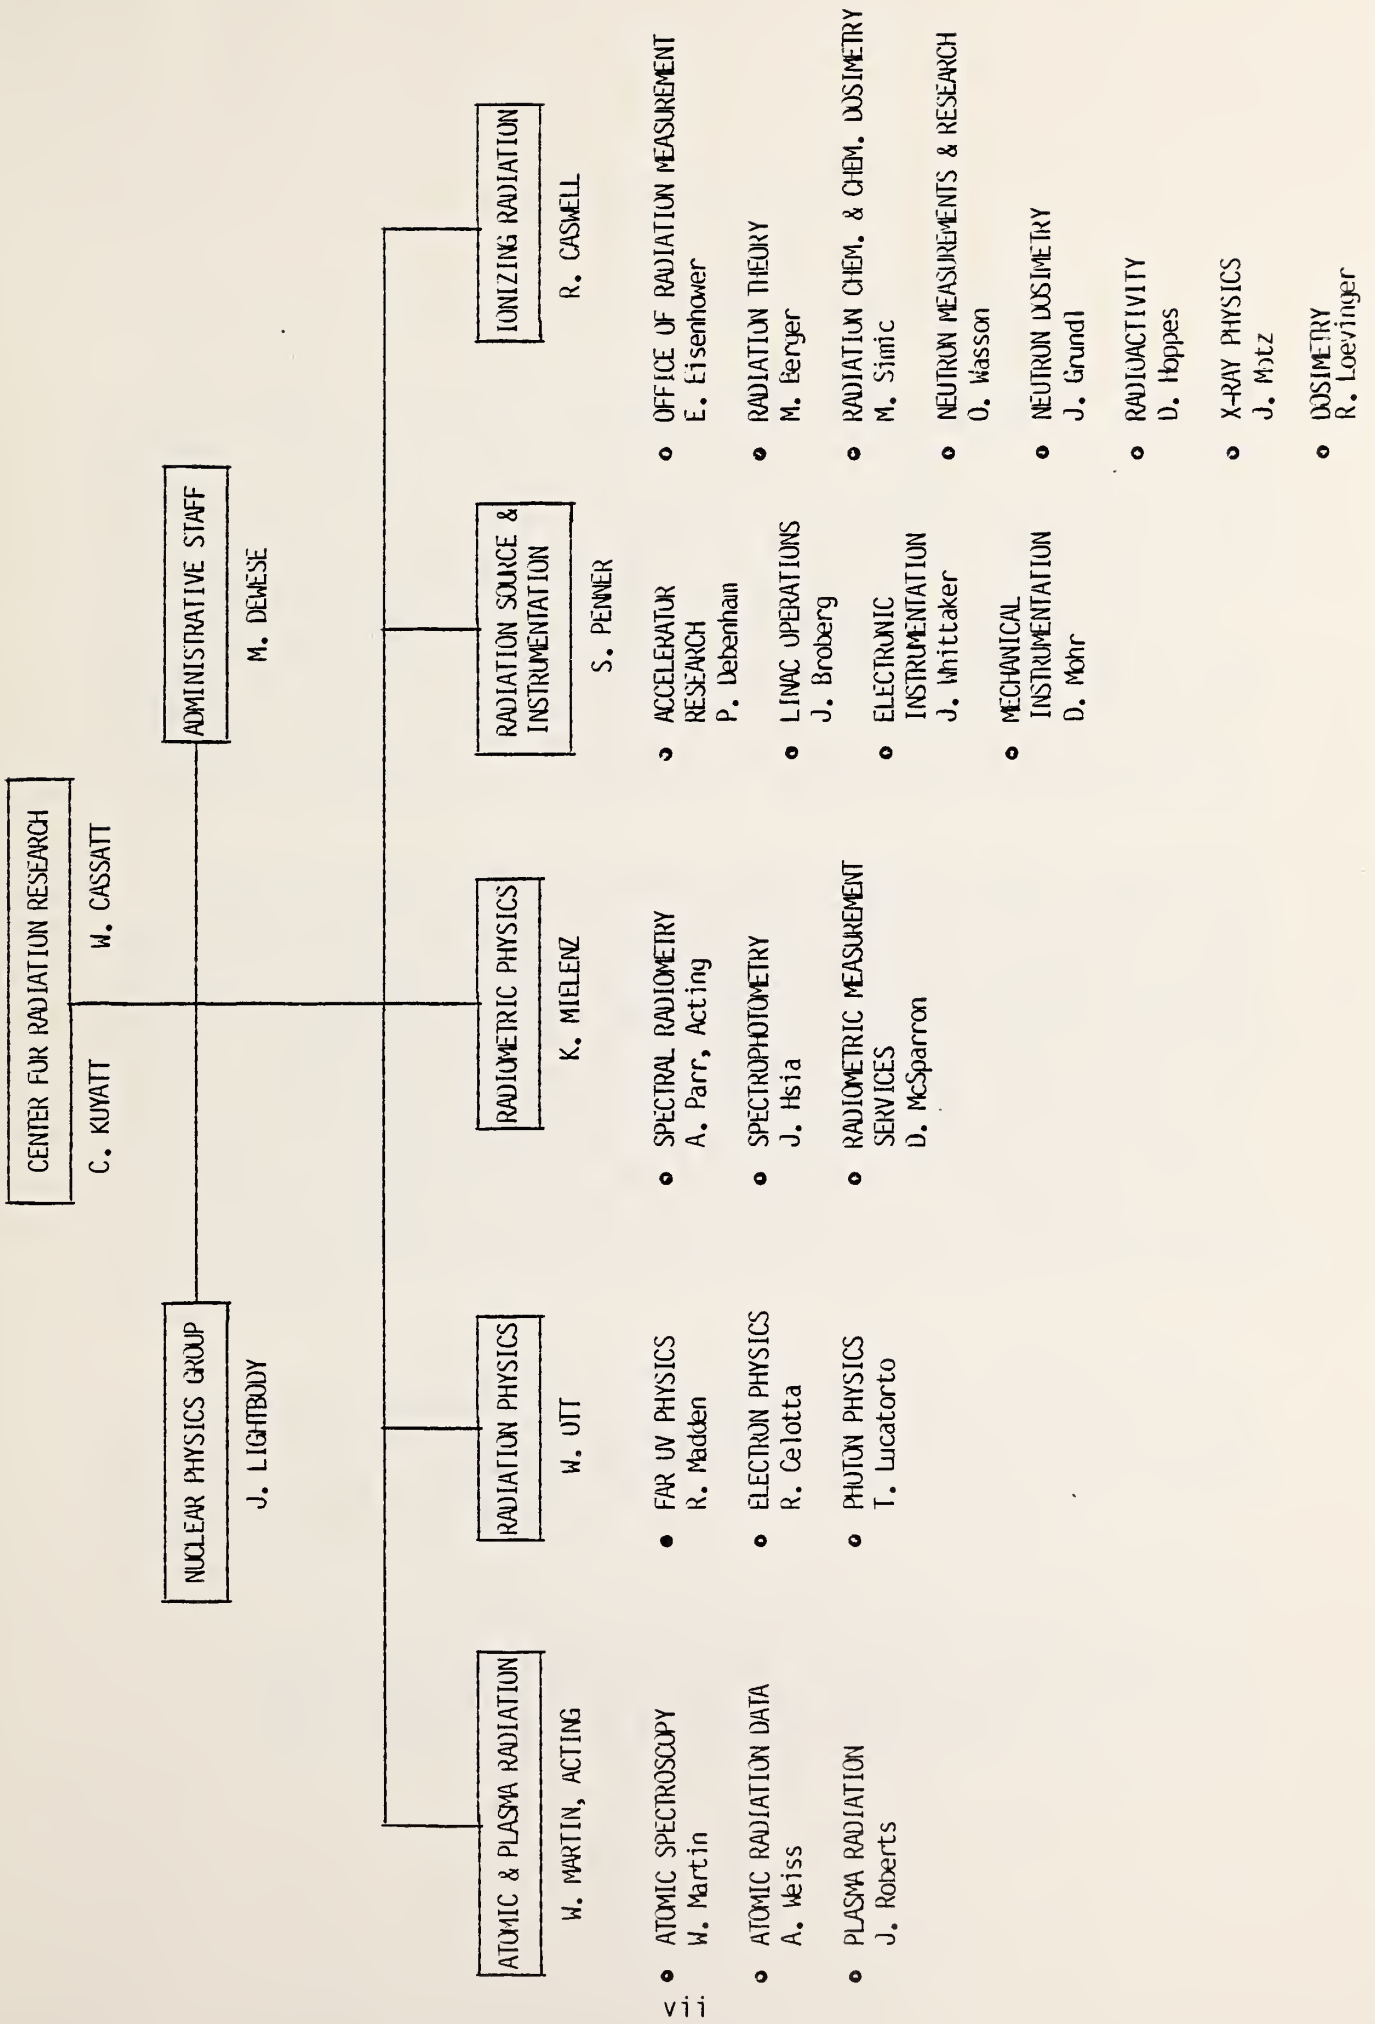 CENTER FOR RADIATION RESEARCH
C. KUYATT W. CASSATT
NUCLEAR PHYSICS GROUP
J. LIGHTBODY
ADMINISTRATIVE STAFF
M. DEWESE
ATOMIC & PLASMA RADIATION
W. MARTIN, ACTING
• ATOMIC SPECTROSCOPY
W. Martin
• ATOMIC RADIATION DATA
A. Weiss
• PLASMA RADIATION
J. Roberts
RADIATION PHYSICS
W. OTT
• FAR UV PHYSICS
R. Madden
• ELECTRON PHYSICS
R. Celotta
• PHOTON PHYSICS
T. Lucatorto
RADIOMETRIC PHYSICS
K. MIELENZ
• SPECTRAL RADIOMETRY
A. Parr, Acting
• SPECTROPHOTOMETRY
J. Hsia
• RADIOMETRIC MEASUREMENT
SERVICES
D. McSparron
RADIATION SOURCE &
INSTRUMENTATION
S. PENNER
• ACCELERATOR
RESEARCH
P. Debenham
• LINAC OPERATIONS
J. Broberg
• ELECTRONIC
INSTRUMENTATION
J. Whittaker
• MECHANICAL
INSTRUMENTATION
D. Mohr
IONIZING RADIATION
R. CASWELL
• OFFICE OF RADIATION MEASUREMENT
E. Eisenhower
• RADIATION THEORY
M. Berger
• RADIATION CHEM. & CHEM. DOSIMETRY
M. Simic
• NEUTRON MEASUREMENTS & RESEARCH
O. Wasson
• NEUTRON DOSIMETRY
J. Grundl
• RADIOACTIVITY
D. Hoppes
• X-RAY PHYSICS
J. Motz
• DOSIMETRY
R. Loevinger
vii